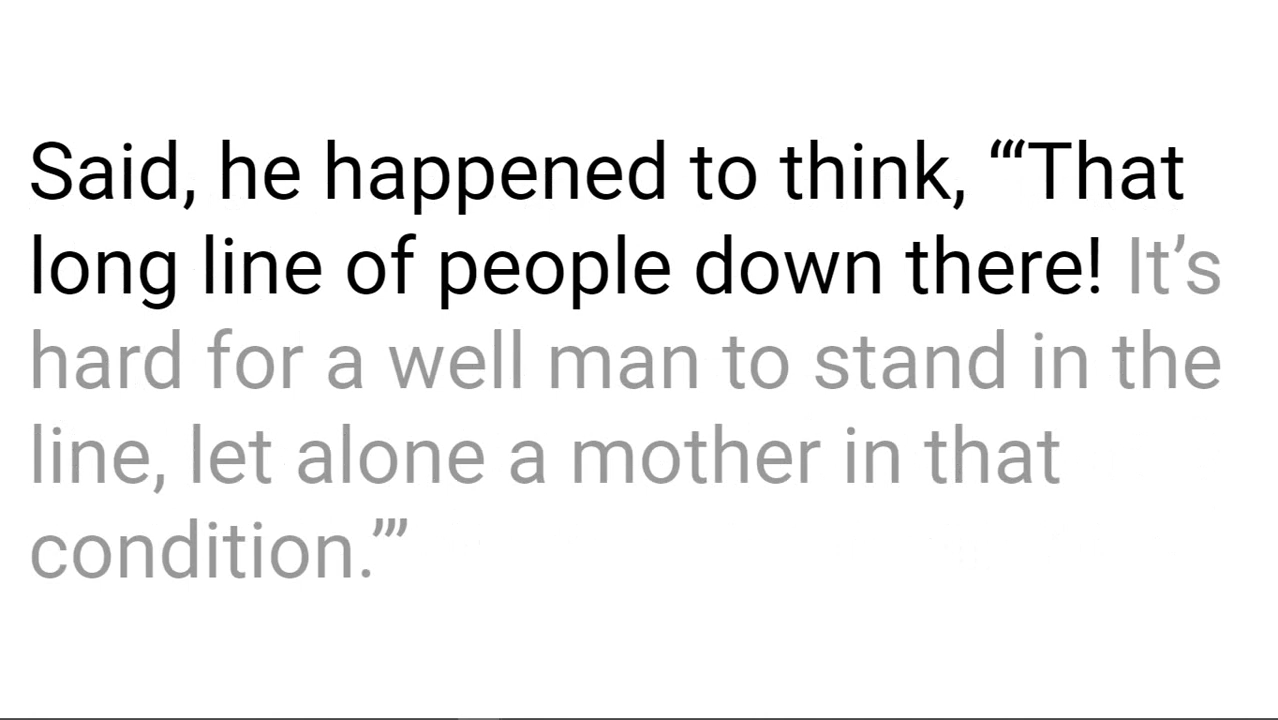 Said, he happened to think, “‘“That
long line of people down there! It’s
hard for a well man to stand in the
line, let alone a mother in that
condition.”’”